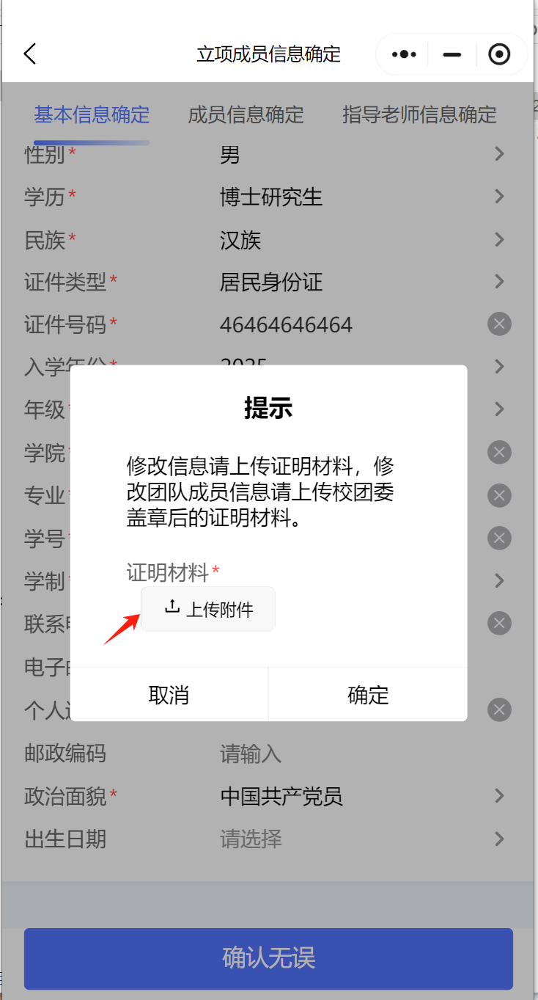 立项成员信息确定
基本信息确定 成员信息确定 指导老师信息确定
性别* 男
学历* 博士研究生
民族* 汉族
证件类型* 居民身份证
证件号码* 46464646464
入学年份* 2025
年级*
学院*
专业*
学号*
学制*
联系
电子
个人
提示
修改信息请上传证明材料，修
改团队成员信息请上传校团委
盖章后的证明材料。
证明材料*
上传附件
取消 确定
邮政编码 请输入
政治面貌* 中国共产党员
出生日期 请选择
确认无误